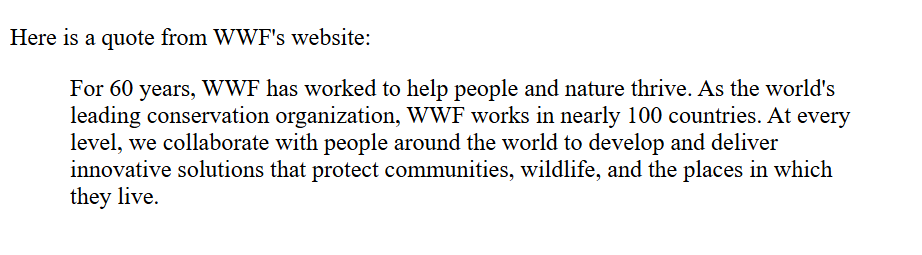 Here is a quote from WWF's website:
For 60 years, WWF has worked to help people and nature thrive. As the world's
leading conservation organization, WWF works in nearly 100 countries. At every
level, we collaborate with people around the world to develop and deliver
innovative solutions that protect communities, wildlife, and the places in which
they live.